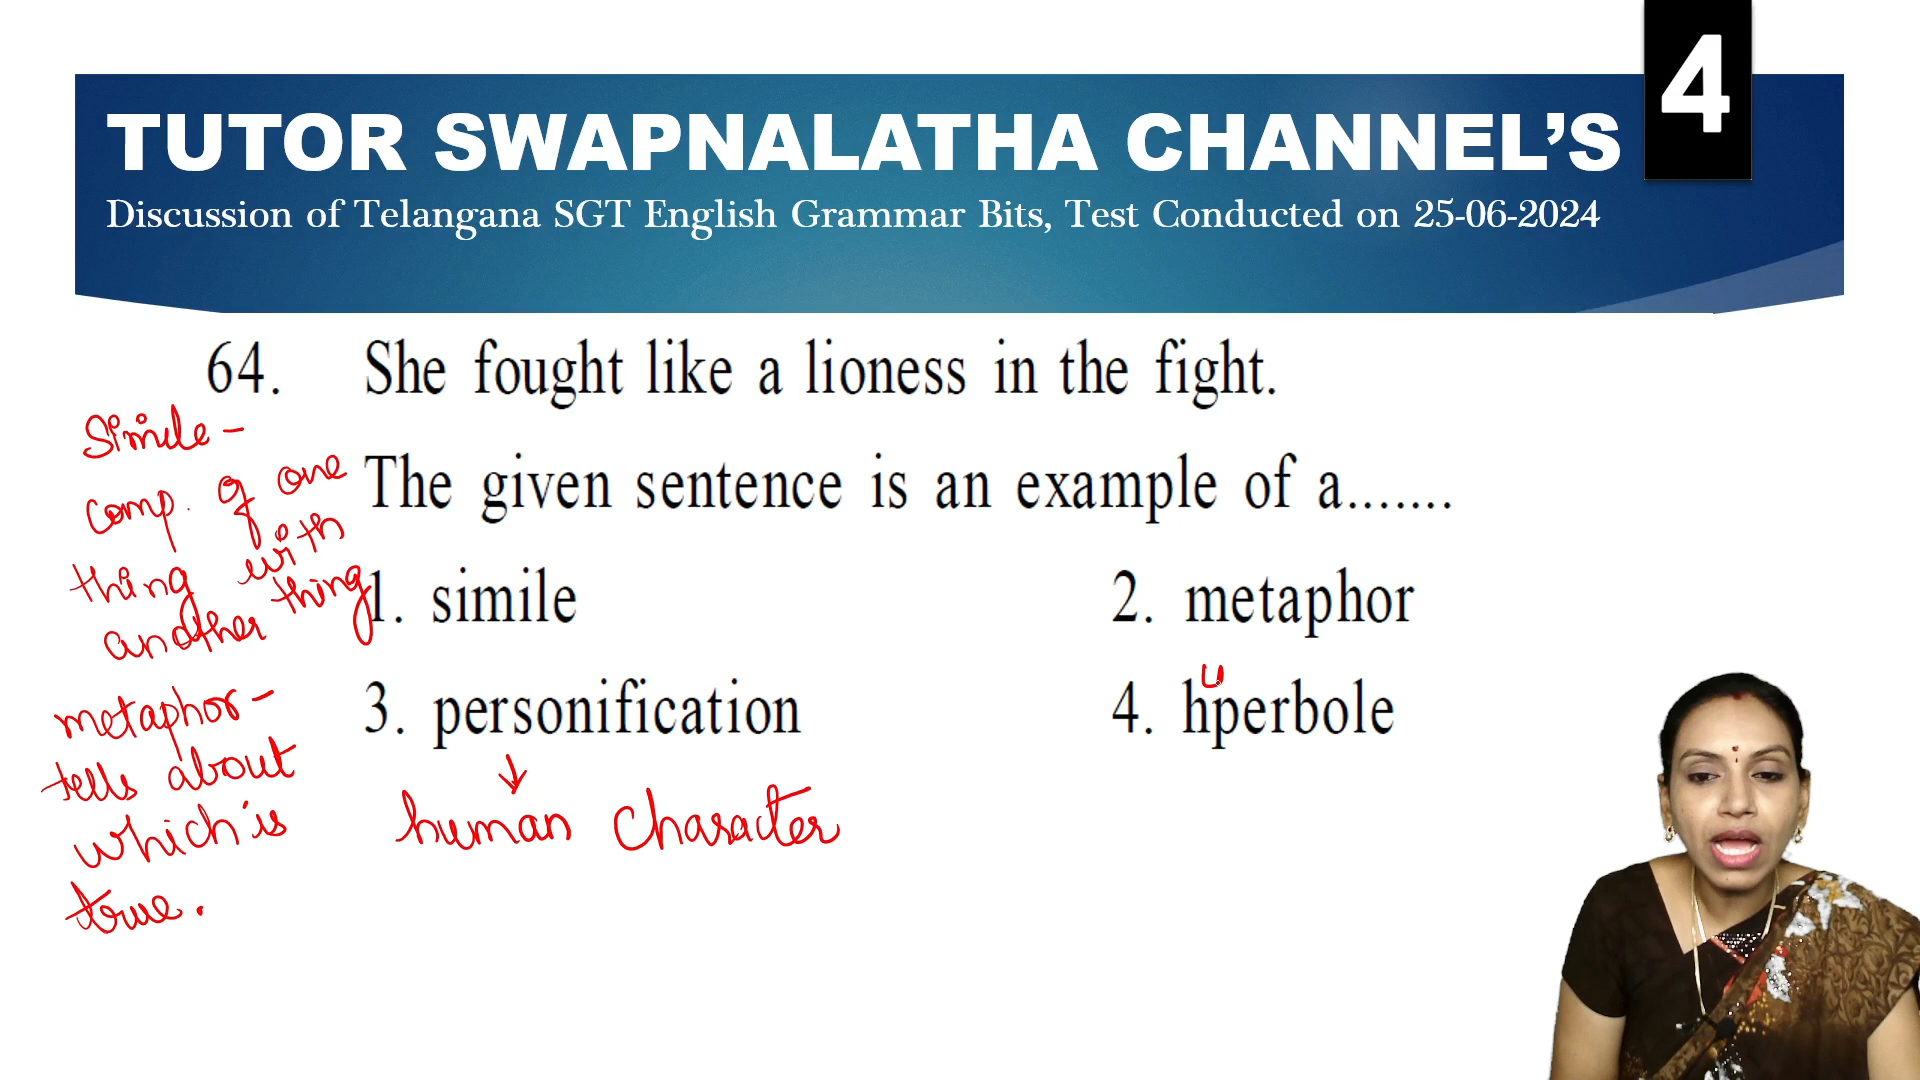 4
TUTOR SWAPNALATHA CHANNEL'S
Discussion of Telangana SGT English Grammar Bits, Test Conducted on 25-06-2024
64. She fought like a lioness in the fight.
The given sentence is an example of a.......
1. simile 2. metaphor
3. personification 4. hperbole
human character
Simile -
comp. of one
thing with
another thing
metaphor -
tells about
which is
true.